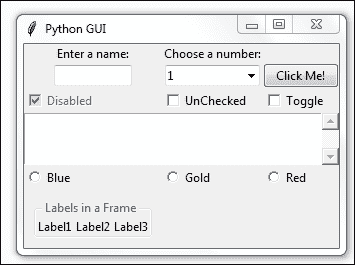 Python GUI
Enter a name: Choose a number:
1 Click Me!
Disabled UnChecked Toggle
Blue Gold Red
Labels in a Frame
Label1 Label2 Label3